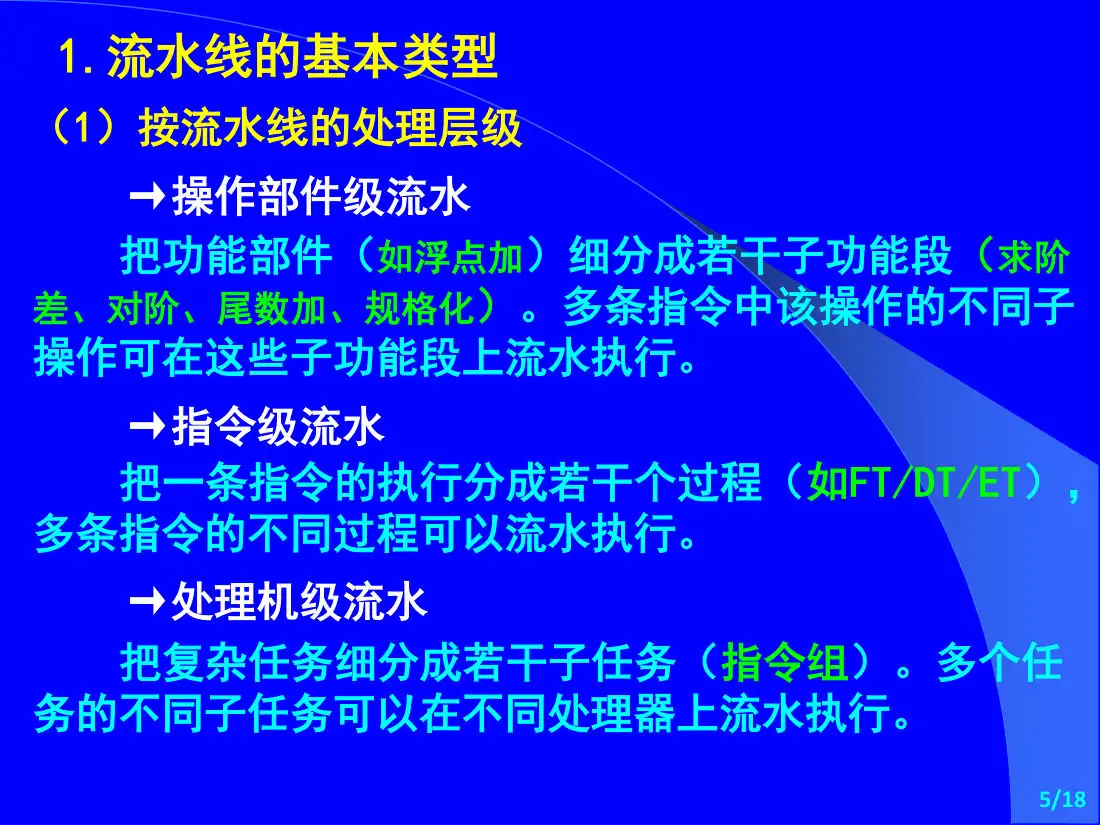 1.流水线的基本类型
（1）按流水线的处理层级
→操作部件级流水
把功能部件（如浮点加）细分成若干子功能段（求阶
差、对阶、尾数加、规格化）。多条指令中该操作的不同子
操作可在这些子功能段上流水执行。
→指令级流水
把一条指令的执行分成若干个过程（如FT/DT/ET），
多条指令的不同过程可以流水执行。
→处理机级流水
把复杂任务细分成若干子任务（指令组）。多个任
务的不同子任务可以在不同处理器上流水执行。
5/18